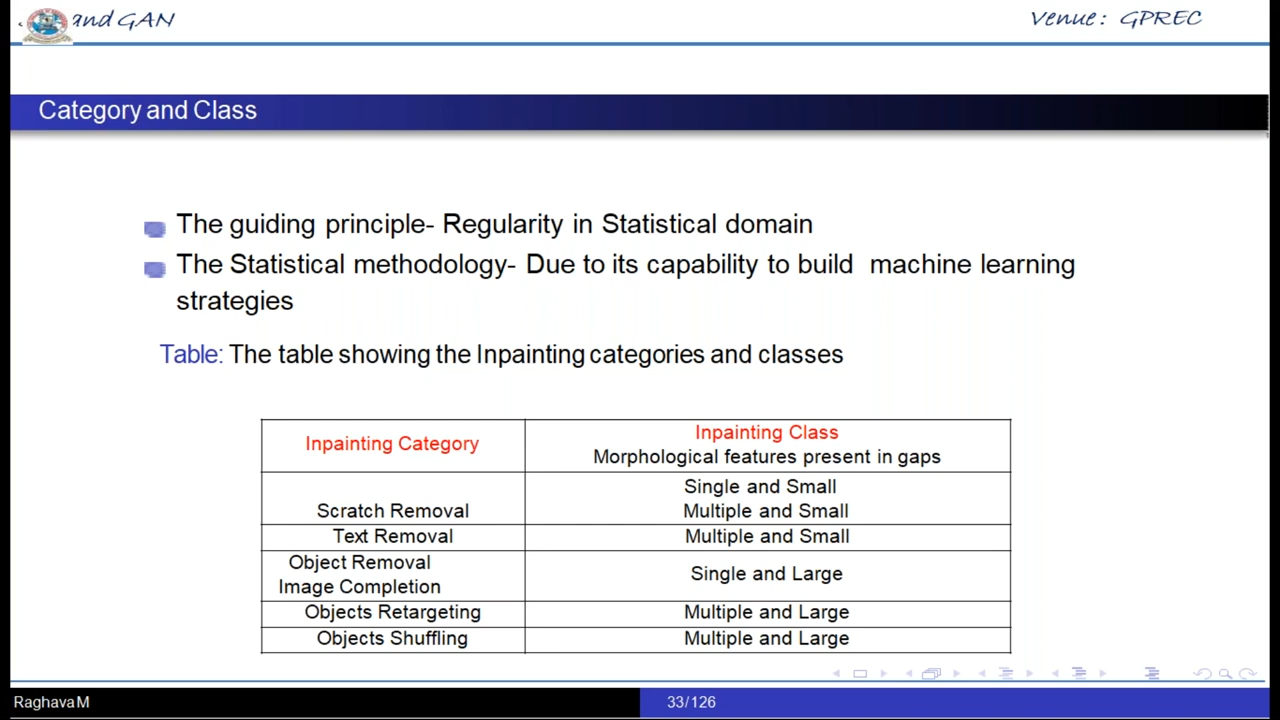 and GAN
Venue: GPREC
Category and Class
The guiding principle- Regularity in Statistical domain
The Statistical methodology- Due to its capability to build machine learning
strategies
Table: The table showing the Inpainting categories and classes
Inpainting Category
Inpainting Class
Morphological features present in gaps
Single and Small
Scratch Removal
Multiple and Small
Text Removal
Multiple and Small
Object Removal
Image Completion
Single and Large
Objects Retargeting
Multiple and Large
Objects Shuffling
Multiple and Large
Raghava M
33/126